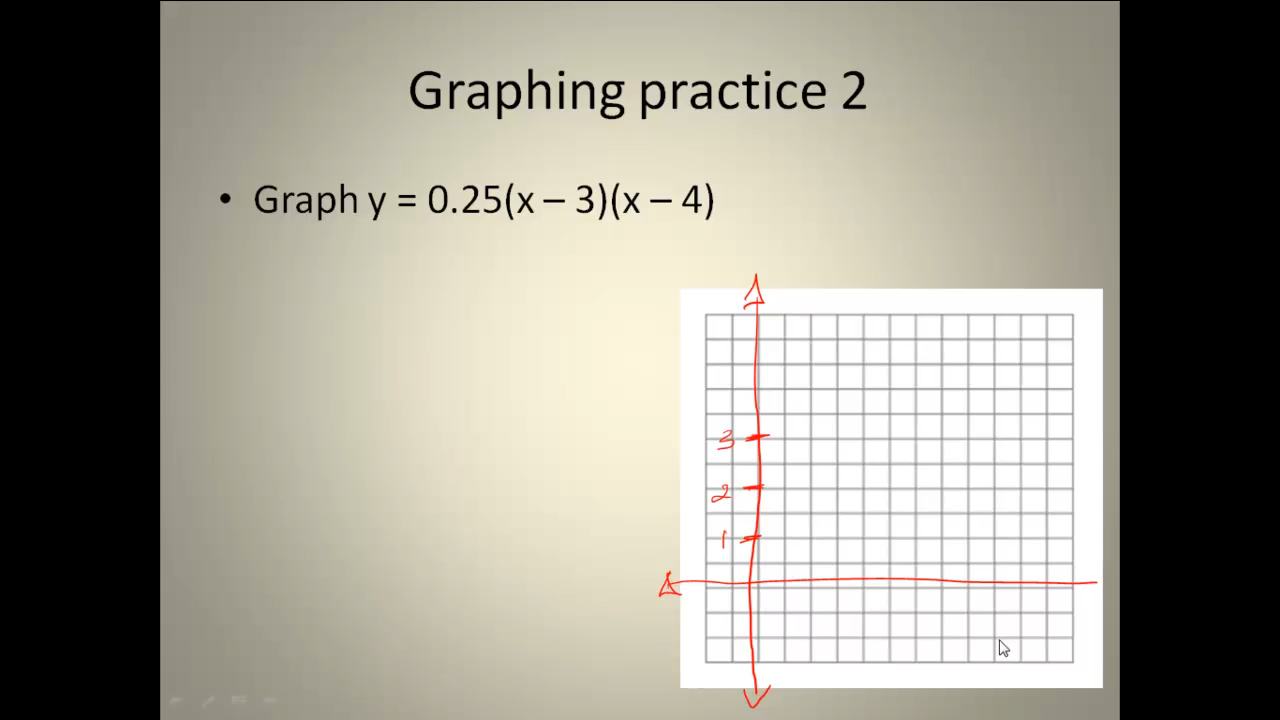 Graphing practice 2
• Graph y = 0.25(x – 3)(x – 4)
3
2
1